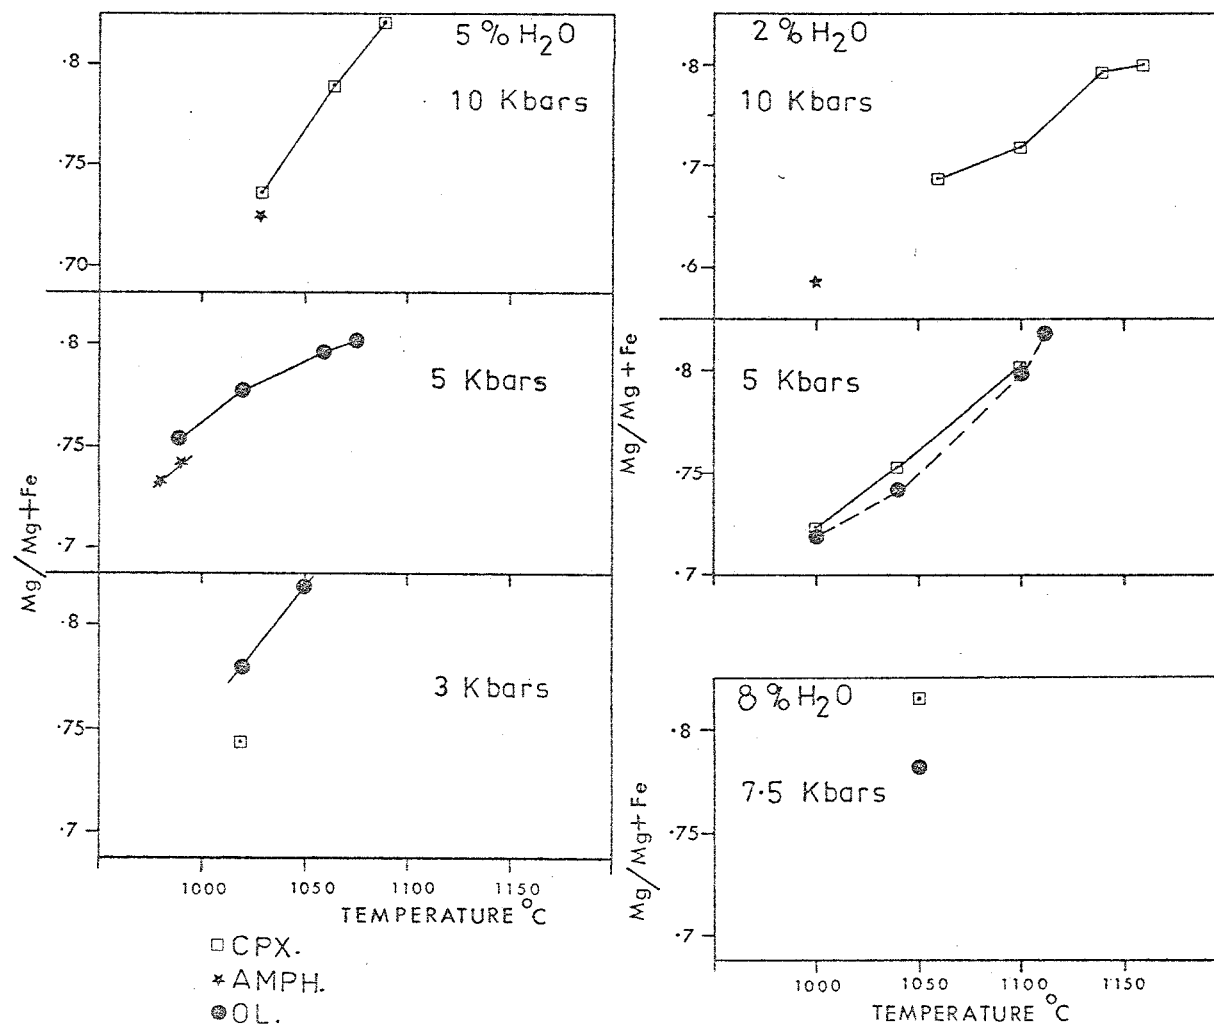 5 % H₂O
10 Kbars
·8
·75
·70
5 Kbars
·8
·75
·7
3 Kbars
·8
·75
·7
Mg/Mg+Fe
1000 1050 1100 1150
TEMPERATURE °C
□ CPX.
★ AMPH.
● OL.
2 % H₂O
10 Kbars
·8
·7
·6
5 Kbars
·8
·75
·7
Mg/Mg+Fe
8 % H₂O
7·5 Kbars
·8
·75
·7
Mg/Mg+Fe
1000 1050 1100 1150
TEMPERATURE °C